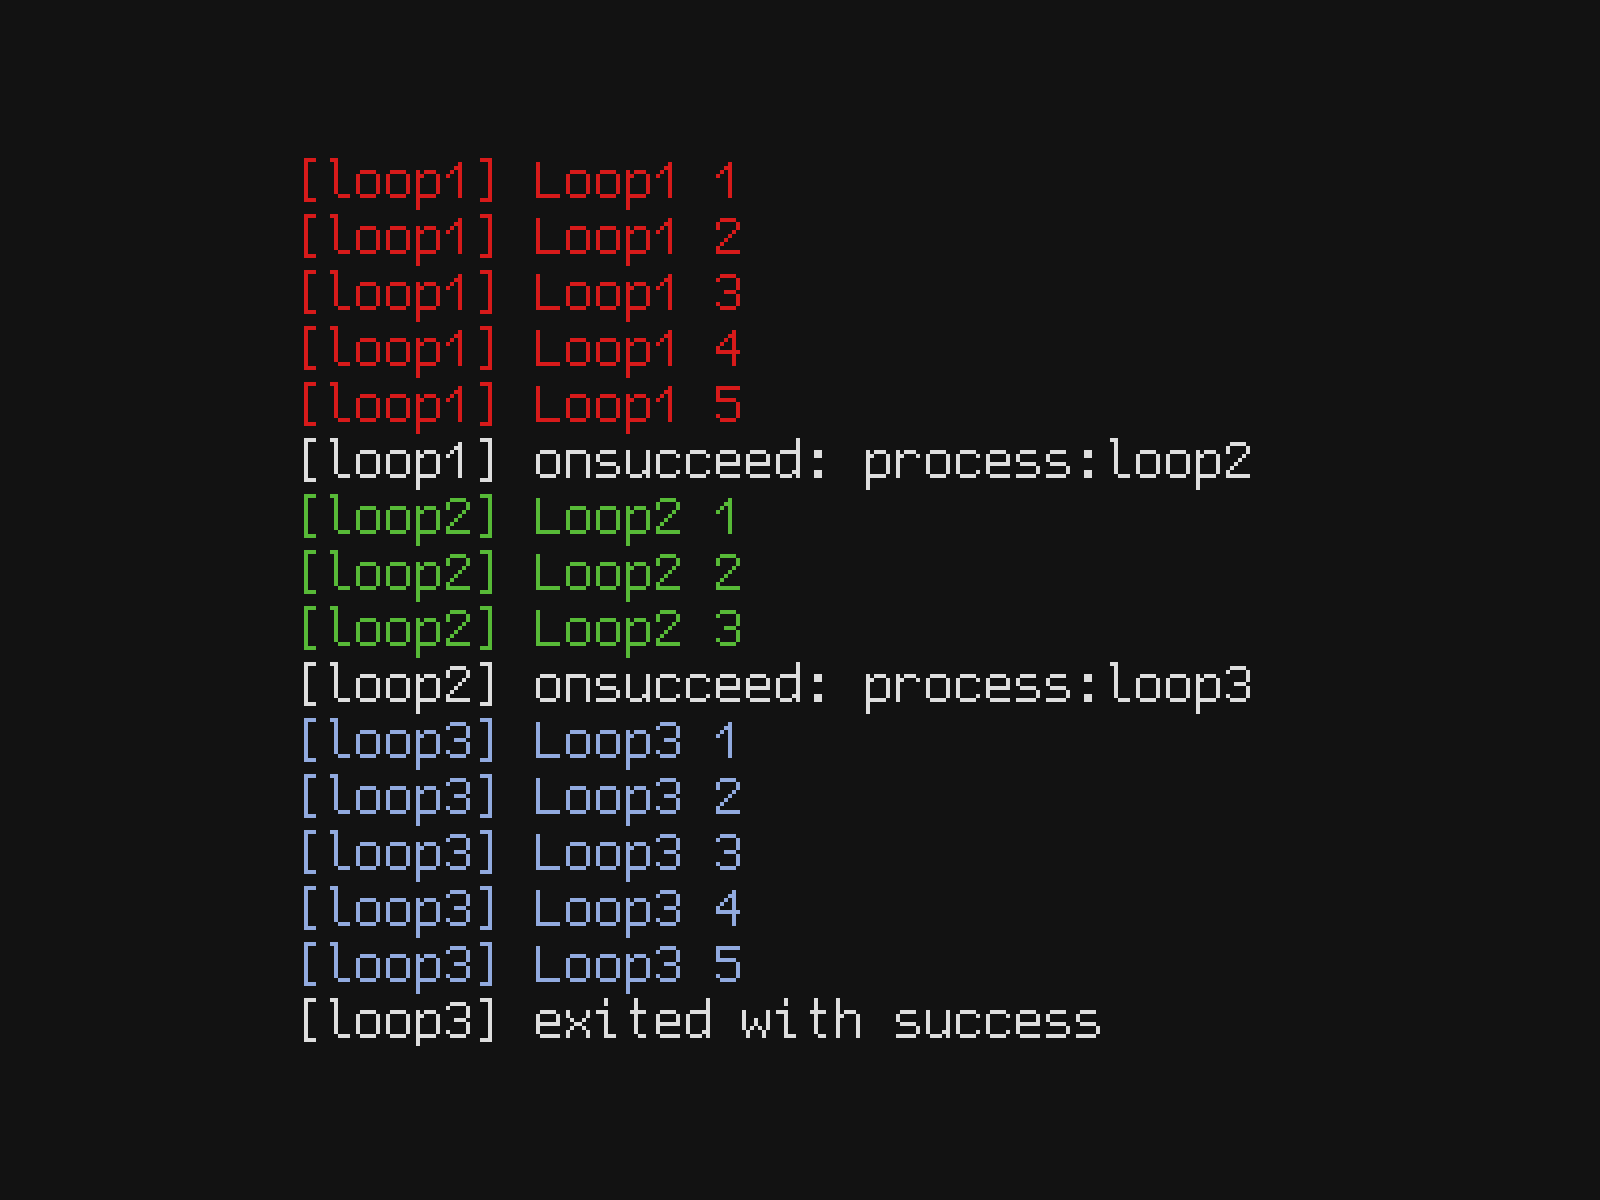 [loop1] Loop1 1
[loop1] Loop1 2
[loop1] Loop1 3
[loop1] Loop1 4
[loop1] Loop1 5
[loop1] onsucceed: process:loop2
[loop2] Loop2 1
[loop2] Loop2 2
[loop2] Loop2 3
[loop2] onsucceed: process:loop3
[loop3] Loop3 1
[loop3] Loop3 2
[loop3] Loop3 3
[loop3] Loop3 4
[loop3] Loop3 5
[loop3] exited with success